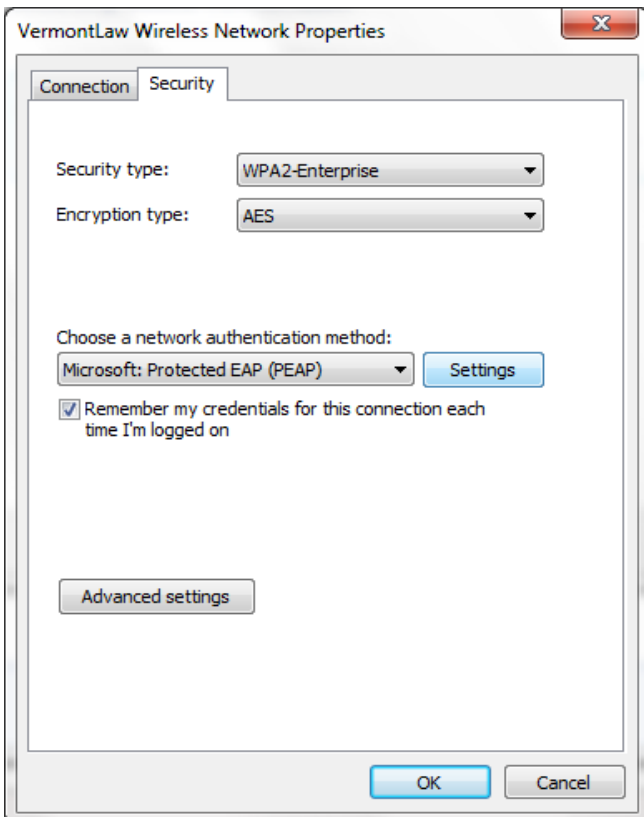 VermontLaw Wireless Network Properties
Connection Security
Security type: WPA2-Enterprise
Encryption type: AES
Choose a network authentication method:
Microsoft: Protected EAP (PEAP) Settings
Remember my credentials for this connection each
time I'm logged on
Advanced settings
OK Cancel